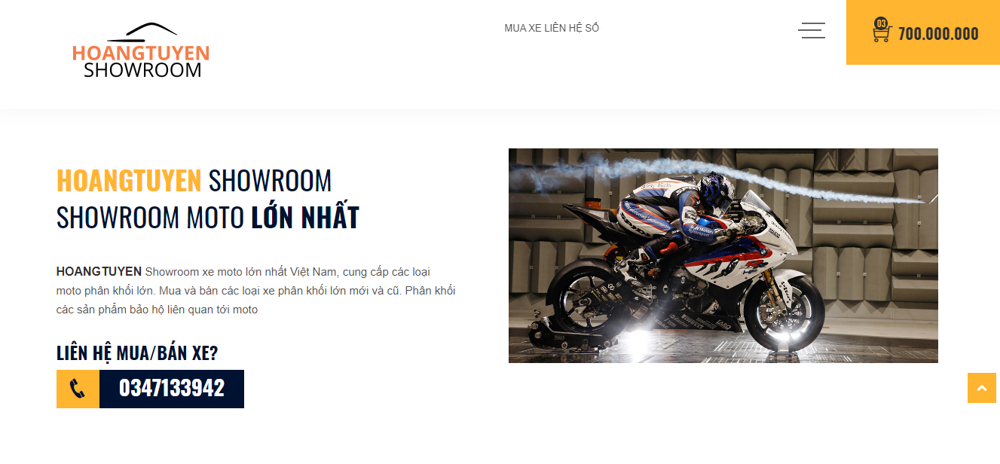 HOANGTUYEN
SHOWROOM
MUA XE LIÊN HỆ SỐ
03
700.000.000
HOANGTUYEN SHOWROOM
SHOWROOM MOTO LỚN NHẤT
HOANGTUYEN Showroom xe moto lớn nhất Việt Nam, cung cấp các loại
moto phân khối lớn. Mua và bán các loại xe phân khối lớn mới và cũ. Phân khối
các sản phẩm bảo hộ liên quan tới moto
LIÊN HỆ MUA/BÁN XE?
0347133942